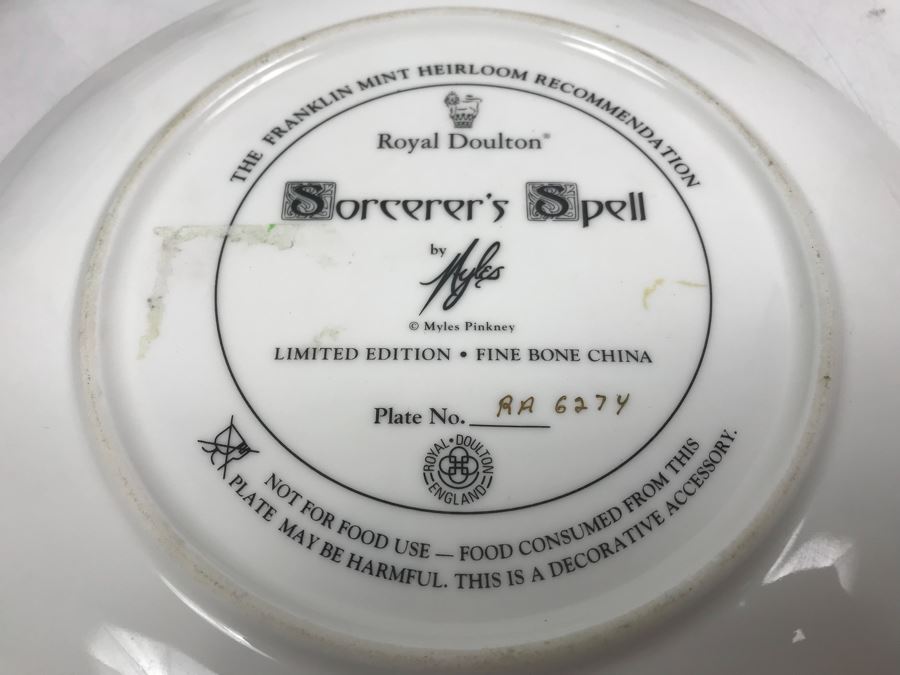 THE FRANKLIN MINT HEIRLOOM RECOMMENDATION
Royal Doulton®
Sorcerer's Spell
by Myles
© Myles Pinkney
LIMITED EDITION • FINE BONE CHINA
Plate No. RA 6274
ROYAL • DOULTON
ENGLAND
NOT FOR FOOD USE — FOOD CONSUMED FROM THIS
PLATE MAY BE HARMFUL. THIS IS A DECORATIVE ACCESSORY.